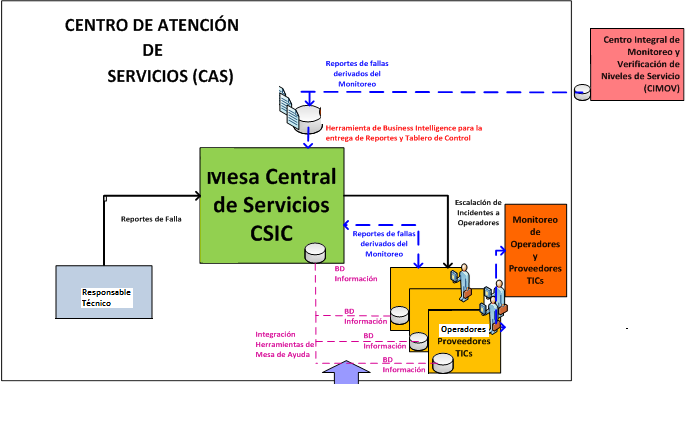 CENTRO DE ATENCIÓN
DE
SERVICIOS (CAS)
Centro Integral de
Monitoreo y
Verificación de
Niveles de Servicio
(CIMOV)
Reportes de fallas
derivados del
Monitoreo
Herramienta de Business Intelligence para la
entrega de Reportes y Tablero de Control
Mesa Central
de Servicios
CSIC
Reportes de Falla
Responsable
Técnico
Escalación de
Incidentes a
Operadores
Monitoreo
de
Operadores
y
Proveedores
TICs
Reportes de fallas
derivados del
Monitoreo
BD
Información
BD
Información
Integración
Herramientas de
Mesa de Ayuda
BD
Información
BD
Información
Operadores
Proveedores
TICs